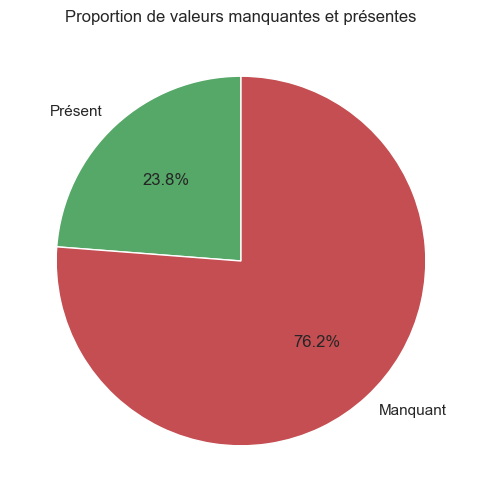 Proportion de valeurs manquantes et présentes
Présent
23.8%
76.2%
Manquant